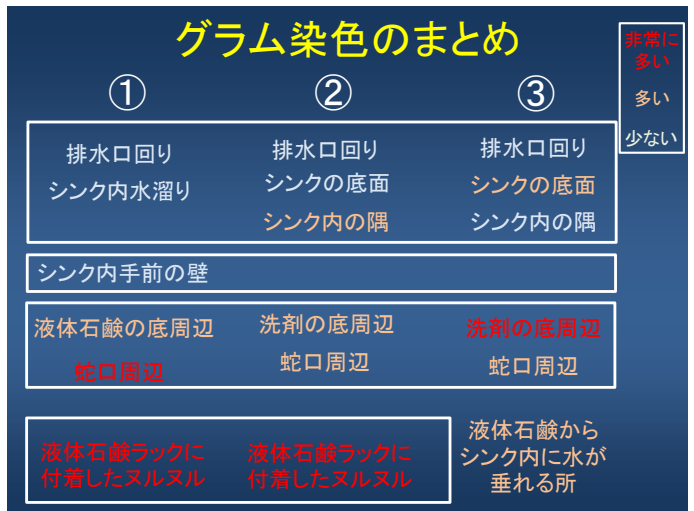 グラム染色のまとめ
非常に
多い
多い
少ない
① ② ③
排水口回り 排水口回り 排水口回り
シンク内水溜り シンクの底面 シンクの底面
シンク内の隅 シンク内の隅
シンク内手前の壁
液体石鹸の底周辺 洗剤の底周辺 洗剤の底周辺
蛇口周辺 蛇口周辺 蛇口周辺
液体石鹸ラックに
付着したヌルヌル
液体石鹸ラックに
付着したヌルヌル
液体石鹸から
シンク内に水が
垂れる所